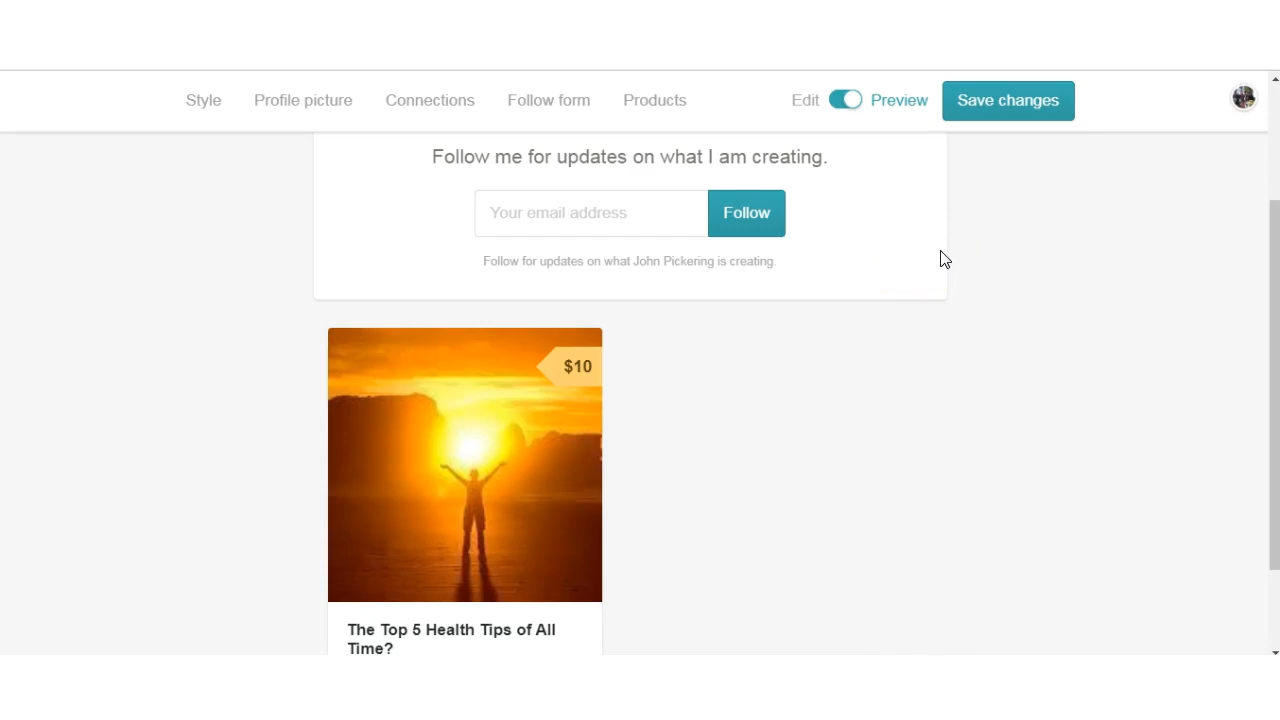 Style Profile picture Connections Follow form Products Edit Preview Save changes
Follow me for updates on what I am creating.
Your email address Follow
Follow for updates on what John Pickering is creating.
$10
The Top 5 Health Tips of All
Time?